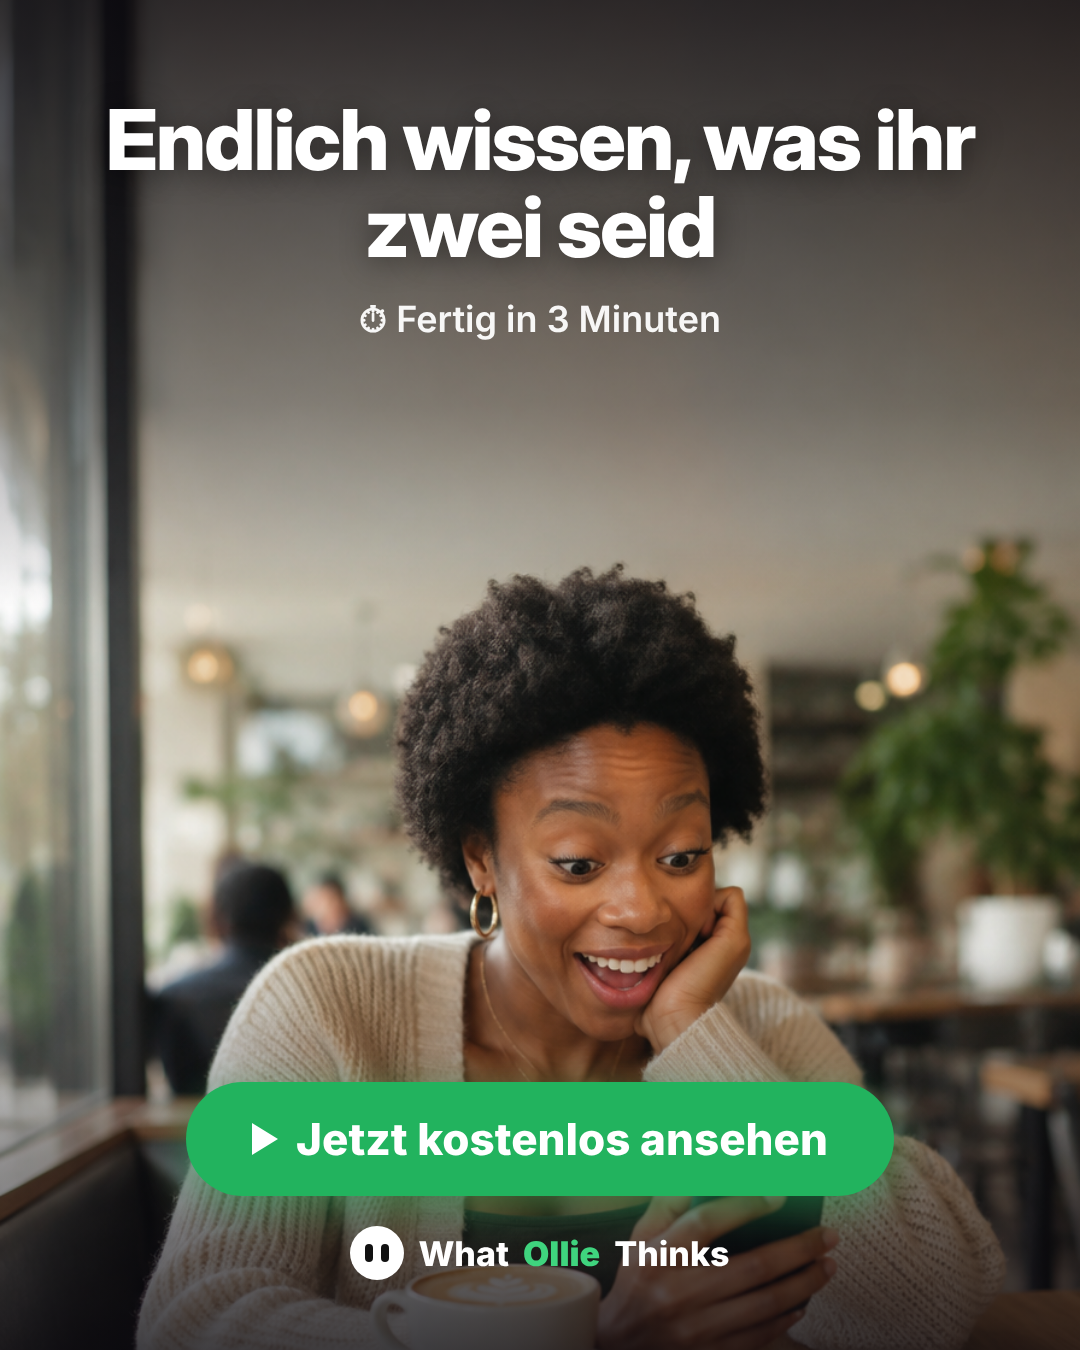 Endlich wissen, was ihr
zwei seid
⏱ Fertig in 3 Minuten
▶ Jetzt kostenlos ansehen
What Ollie Thinks